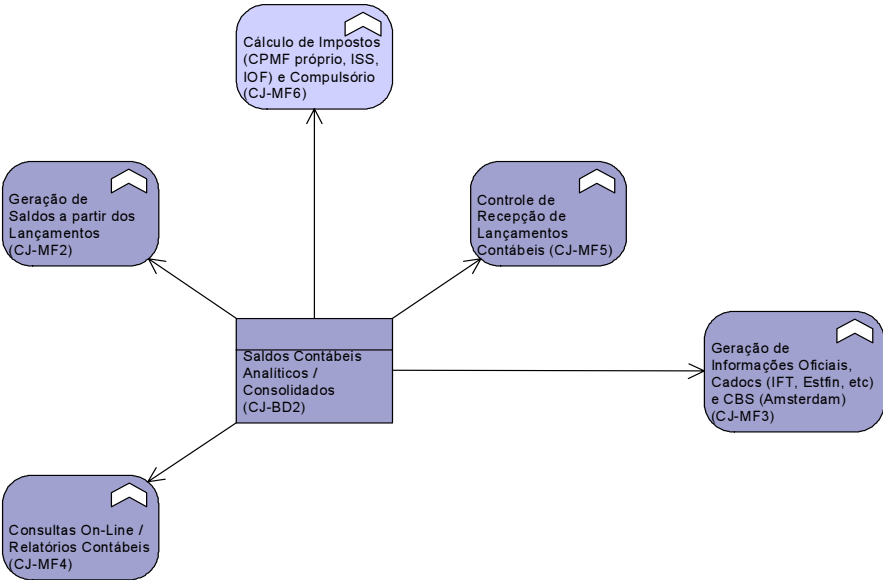 Cálculo de Impostos
(CPMF próprio, ISS,
IOF) e Compulsório
(CJ-MF6)
Geração de
Saldos a partir dos
Lançamentos
(CJ-MF2)
Controle de
Recepção de
Lançamentos
Contábeis (CJ-MF5)
Saldos Contábeis
Analíticos /
Consolidados
(CJ-BD2)
Geração de
Informações Oficiais,
Cadocs (IFT, Estfin, etc)
e CBS (Amsterdam)
(CJ-MF3)
Consultas On-Line /
Relatórios Contábeis
(CJ-MF4)